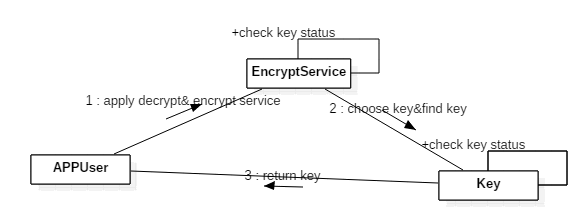 +check key status
EncryptService
1 : apply decrypt& encrypt service
2 : choose key&find key
+check key status
APPUser
3 : return key
Key